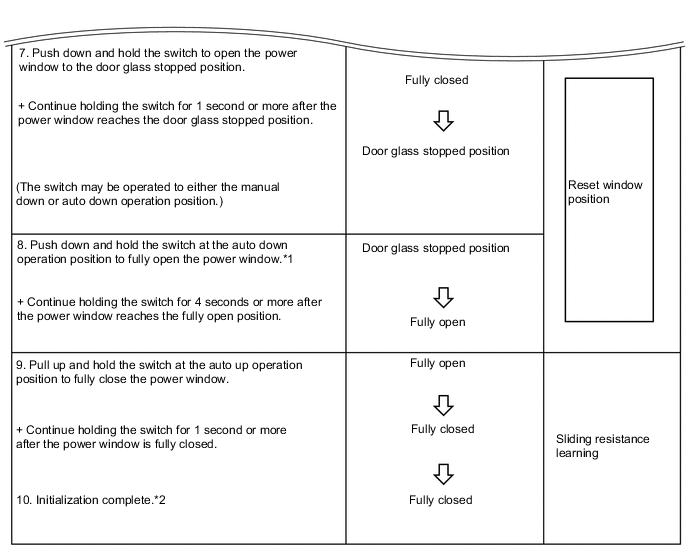 7. Push down and hold the switch to open the power
window to the door glass stopped position.
+ Continue holding the switch for 1 second or more after the
power window reaches the door glass stopped position.
(The switch may be operated to either the manual
down or auto down operation position.)
Fully closed
Door glass stopped position
Reset window
position
8. Push down and hold the switch at the auto down
operation position to fully open the power window.*1
+ Continue holding the switch for 4 seconds or more after
the power window reaches the fully open position.
Door glass stopped position
Fully open
9. Pull up and hold the switch at the auto up operation
position to fully close the power window.
+ Continue holding the switch for 1 second or more
after the power window is fully closed.
10. Initialization complete.*2
Fully open
Fully closed
Fully closed
Sliding resistance
learning